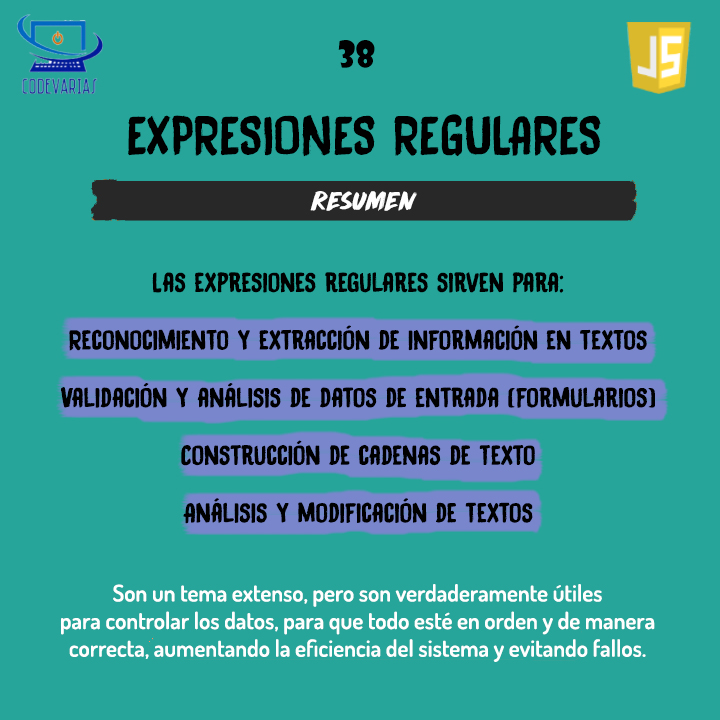 CODEVARIAS
38
JS
EXPRESIONES REGULARES
RESUMEN
LAS EXPRESIONES REGULARES SIRVEN PARA:
RECONOCIMIENTO Y EXTRACCIÓN DE INFORMACIÓN EN TEXTOS
VALIDACIÓN Y ANÁLISIS DE DATOS DE ENTRADA (FORMULARIOS)
CONSTRUCCIÓN DE CADENAS DE TEXTO
ANÁLISIS Y MODIFICACIÓN DE TEXTOS
Son un tema extenso, pero son verdaderamente útiles
para controlar los datos, para que todo esté en orden y de manera
correcta, aumentando la eficiencia del sistema y evitando fallos.